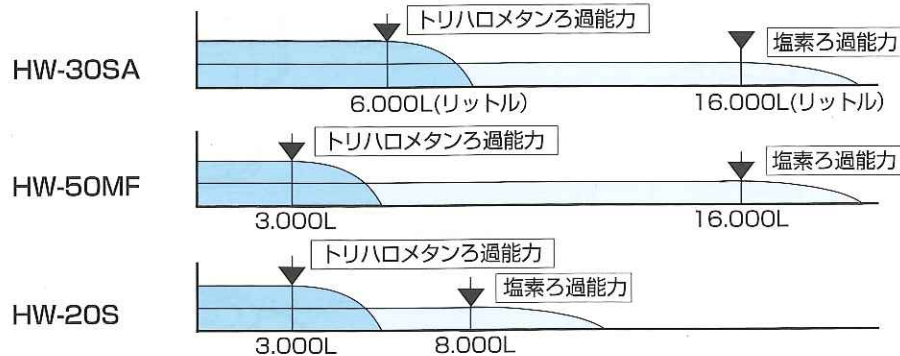 トリハロメタンろ過能力
塩素ろ過能力
HW-30SA
6.000L(リットル)
16.000L(リットル)
トリハロメタンろ過能力
塩素ろ過能力
HW-50MF
3.000L
16.000L
トリハロメタンろ過能力
塩素ろ過能力
HW-20S
3.000L
8.000L